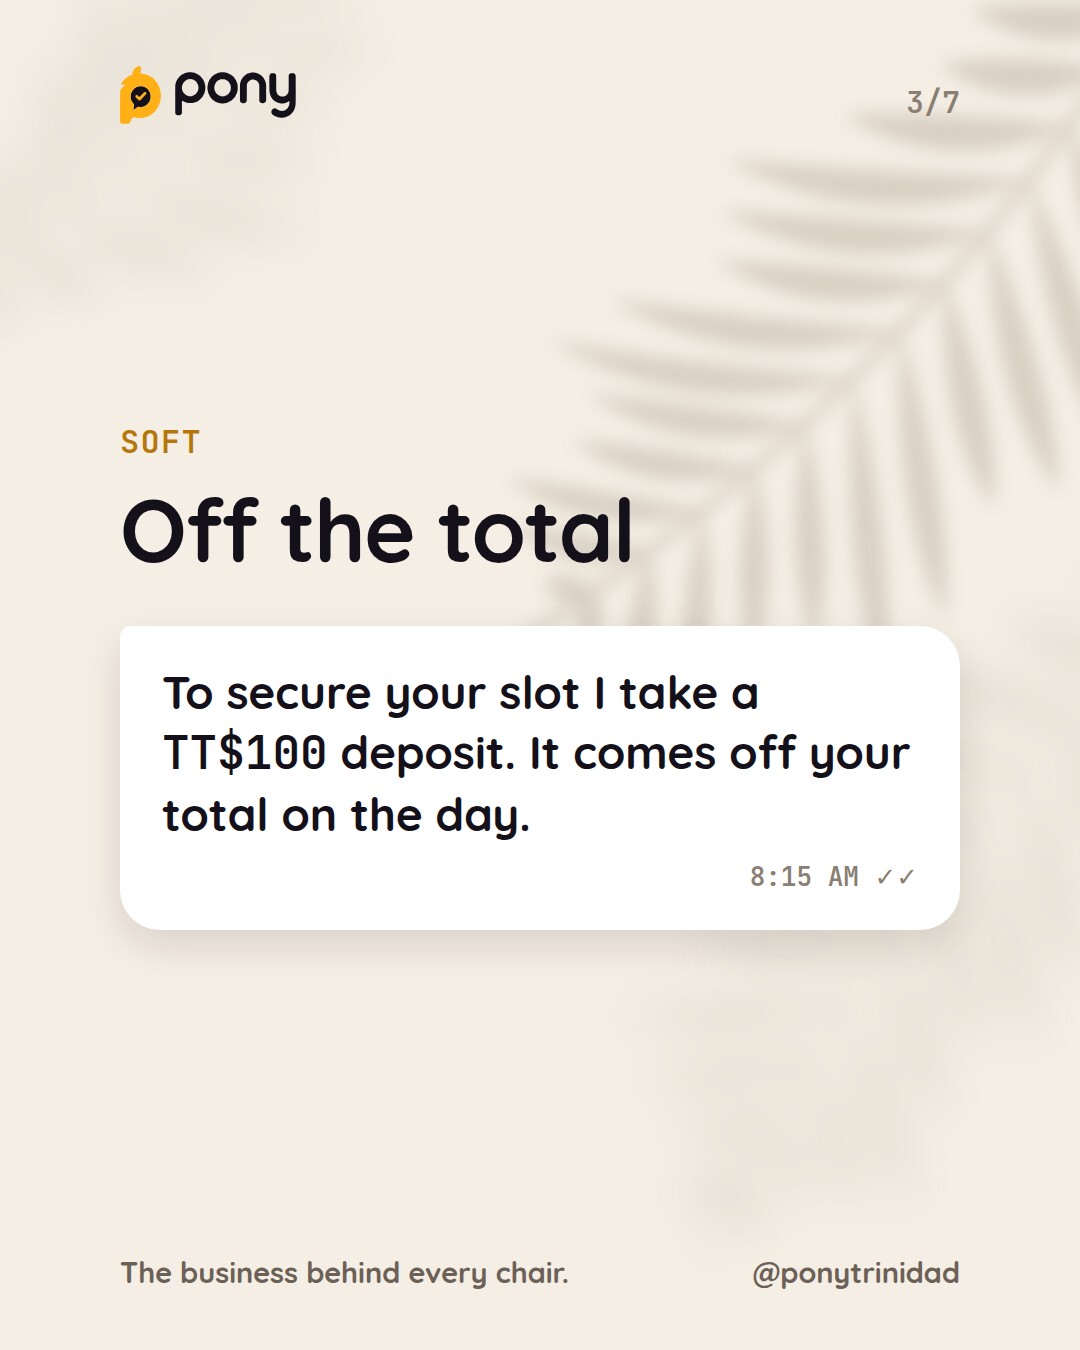 pony
3/7
SOFT
Off the total
To secure your slot I take a
TT$100 deposit. It comes off your
total on the day.
8:15 AM ✓✓
The business behind every chair.
@ponytrinidad